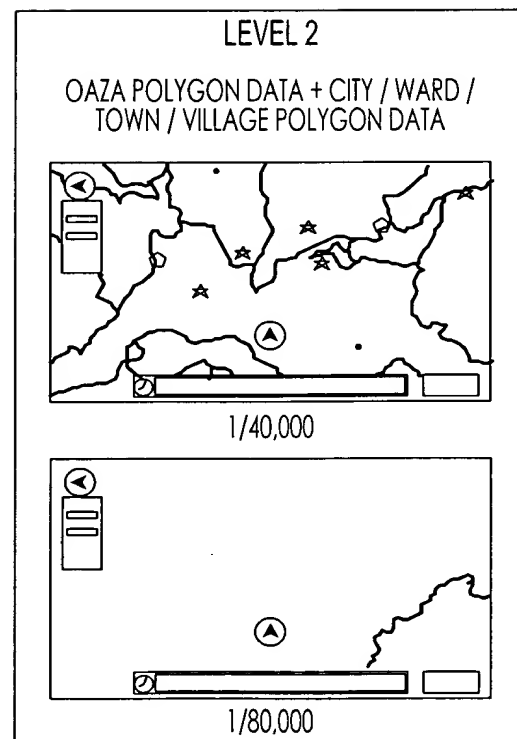 LEVEL 2
OAZA POLYGON DATA + CITY / WARD /
TOWN / VILLAGE POLYGON DATA
1/40,000
1/80,000